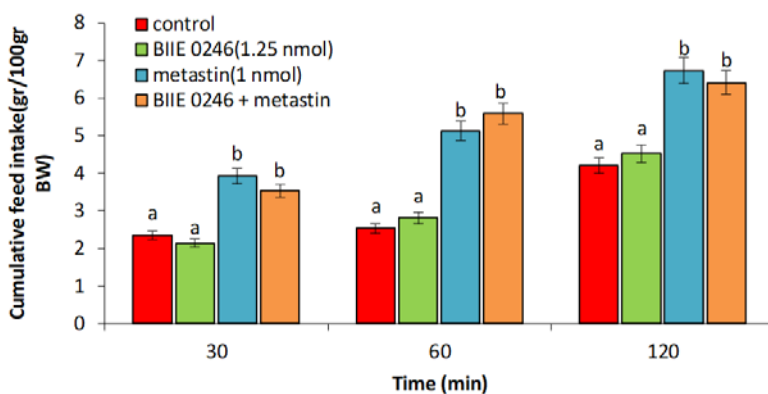 8
7
6
5
4
3
2
1
0
Cumulative feed intake(gr/100gr
BW)
control
BIIE 0246(1.25 nmol)
metastin(1 nmol)
BIIE 0246 + metastin
a
a
b
b
a
a
b
b
a
a
b
b
30
60
120
Time (min)